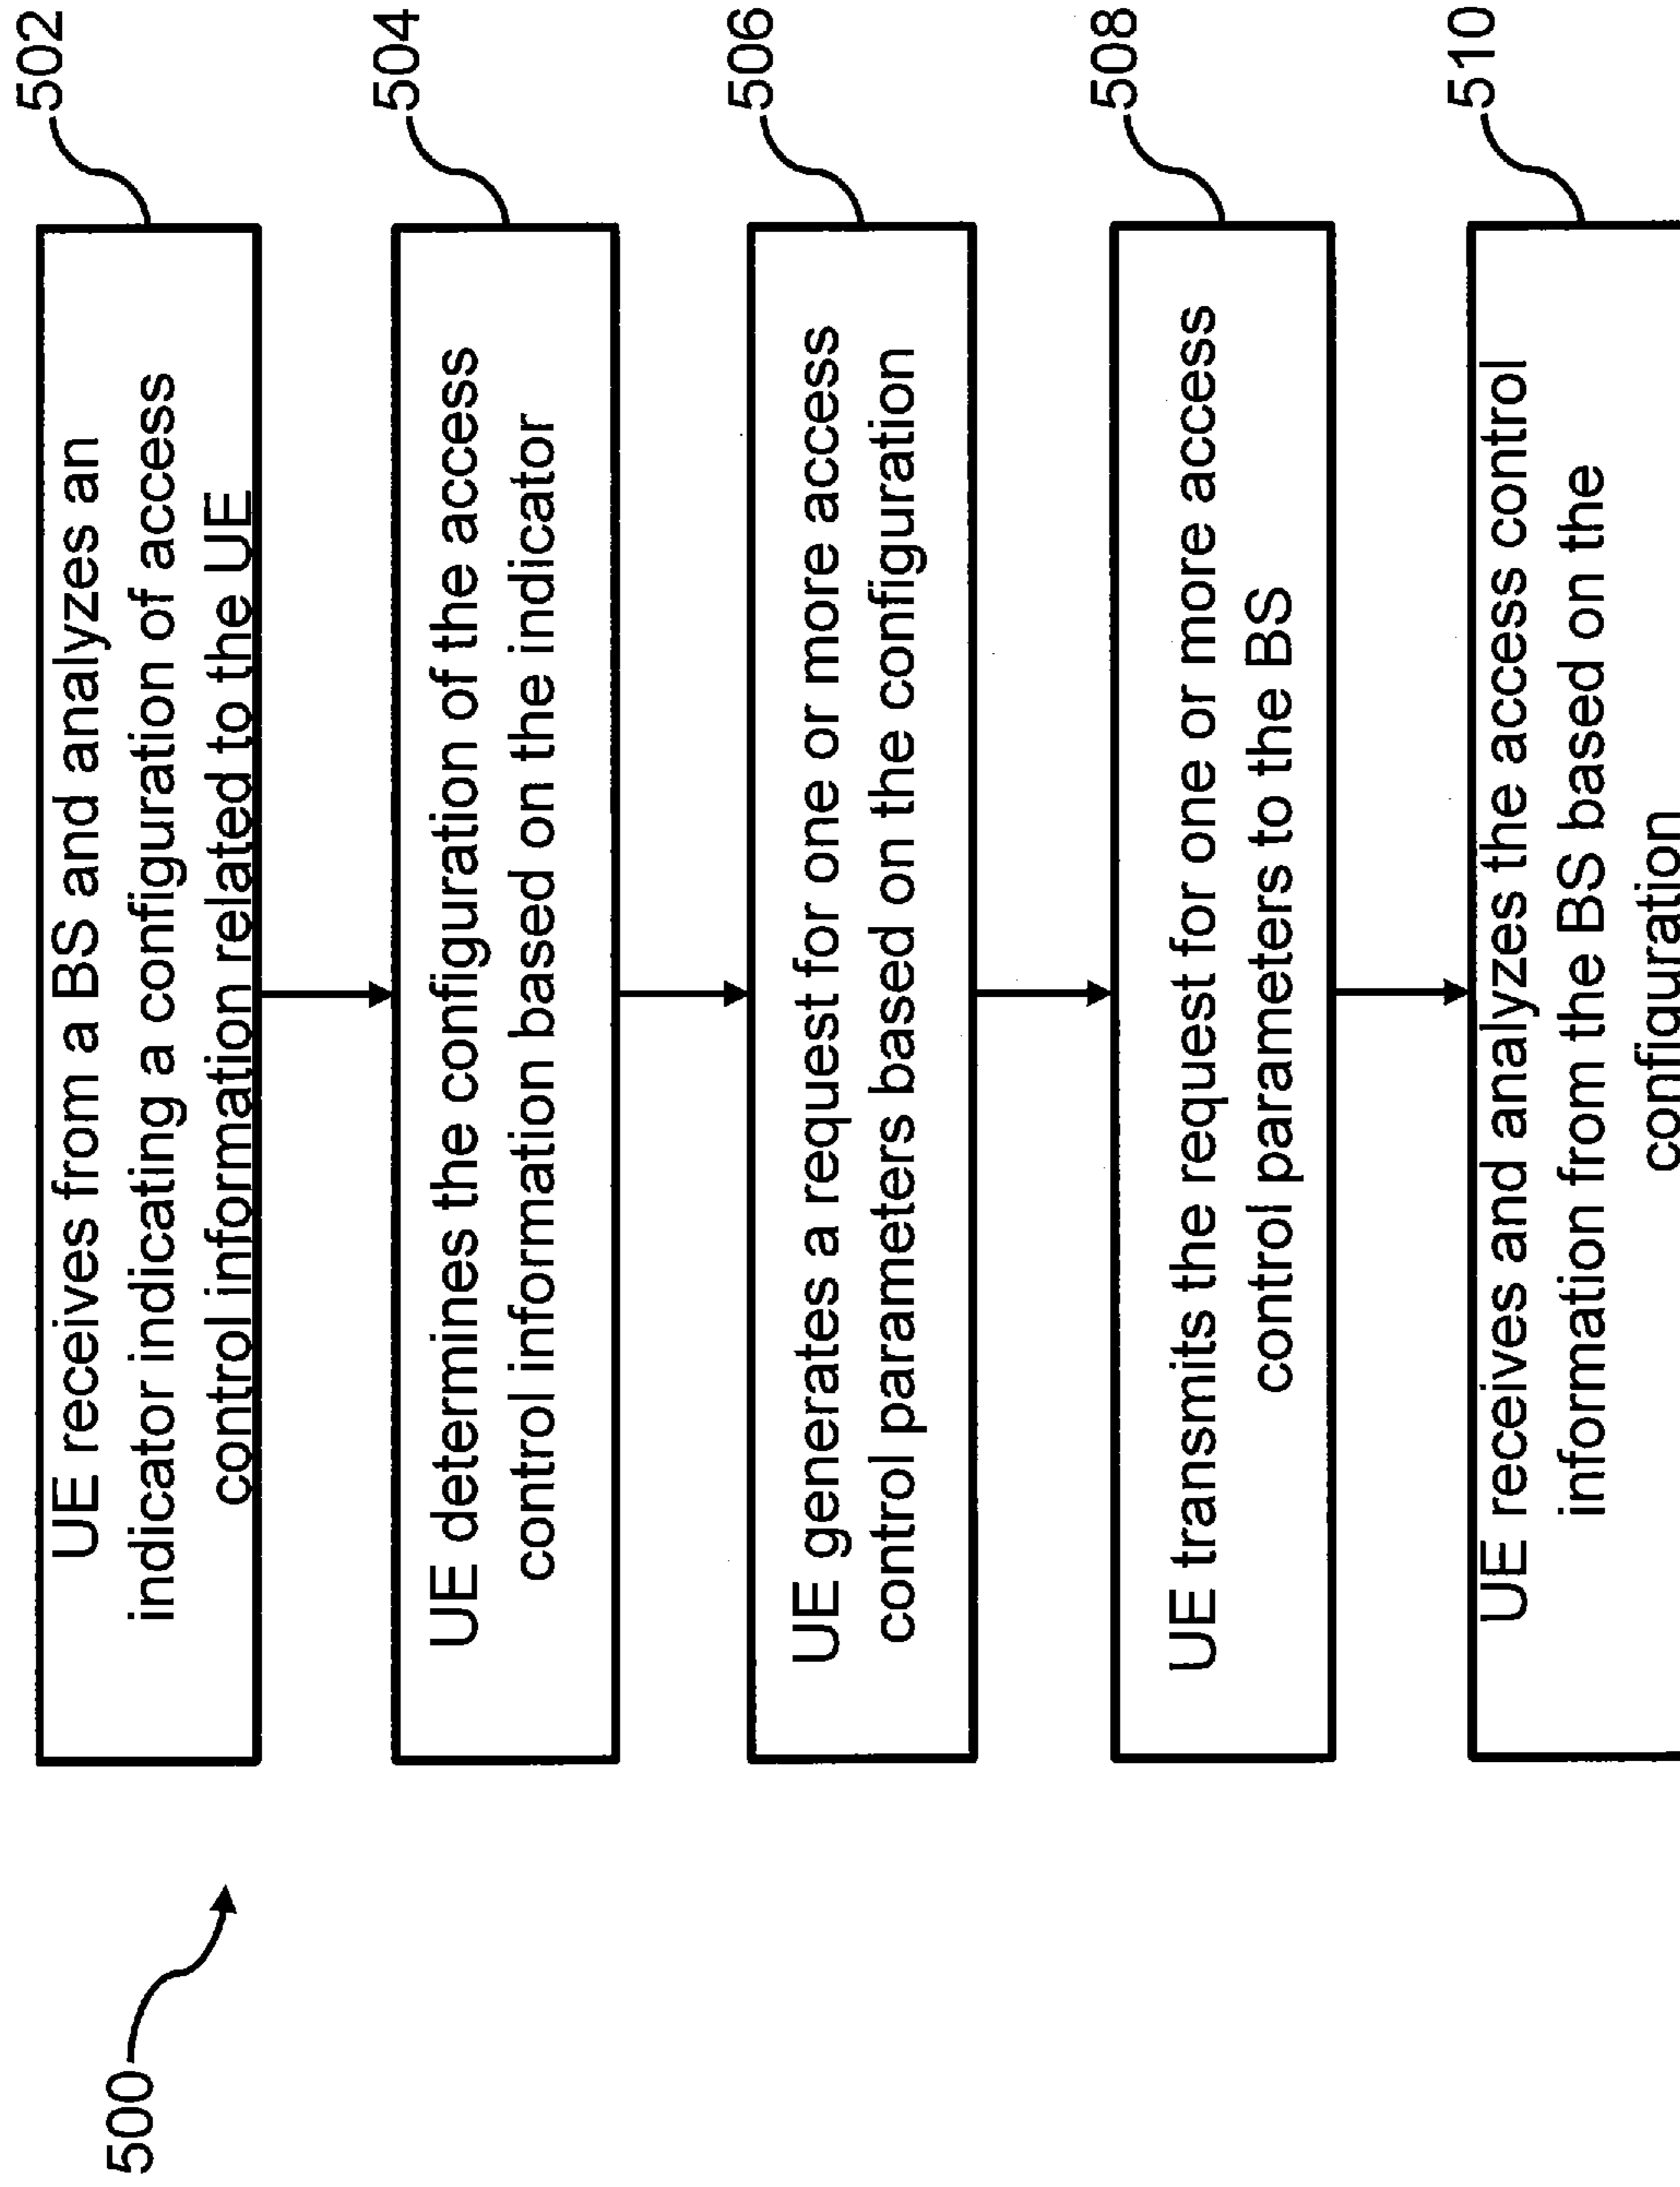 500
502
UE receives from a BS and analyzes an
indicator indicating a configuration of access
control information related to the UE
504
UE determines the configuration of the access
control information based on the indicator
506
UE generates a request for one or more access
control parameters based on the configuration
508
UE transmits the request for one or more access
control parameters to the BS
510
UE receives and analyzes the access control
information from the BS based on the
configuration